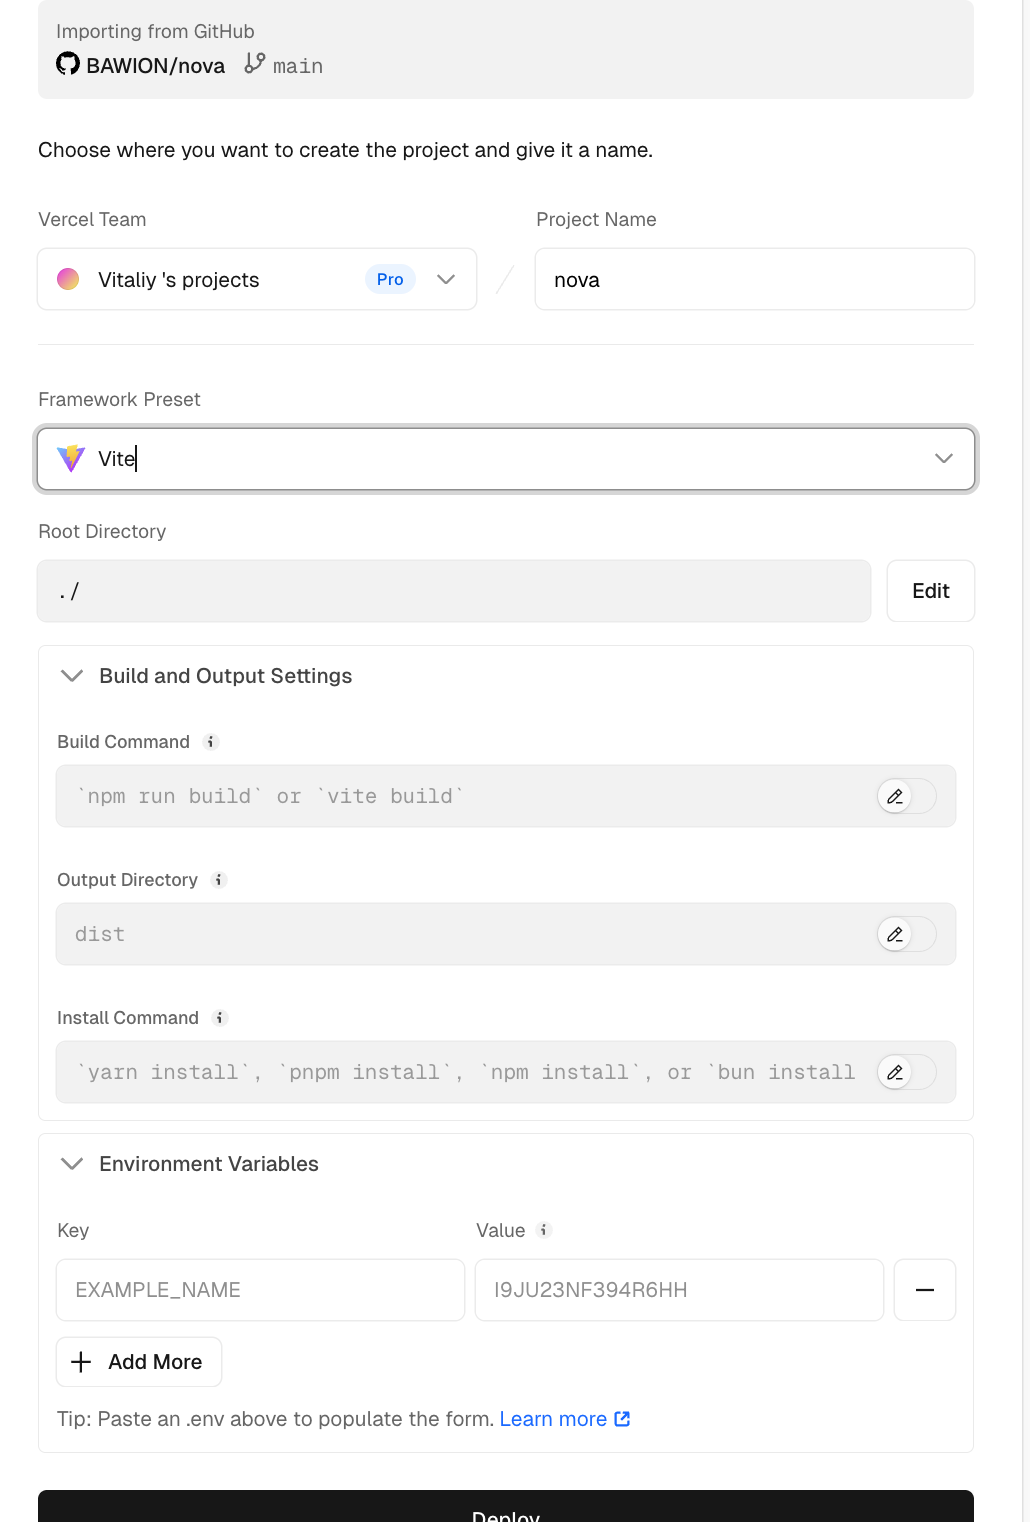 Importing from GitHub
BAWION/nova main
Choose where you want to create the project and give it a name.
Vercel Team
Project Name
Vitaliy 's projects Pro
nova
Framework Preset
Vite
Root Directory
./
Edit
Build and Output Settings
Build Command
`npm run build` or `vite build`
Output Directory
dist
Install Command
`yarn install`, `pnpm install`, `npm install`, or `bun install
Environment Variables
Key
Value
EXAMPLE_NAME
I9JU23NF394R6HH
Add More
Tip: Paste an .env above to populate the form. Learn more
Deploy